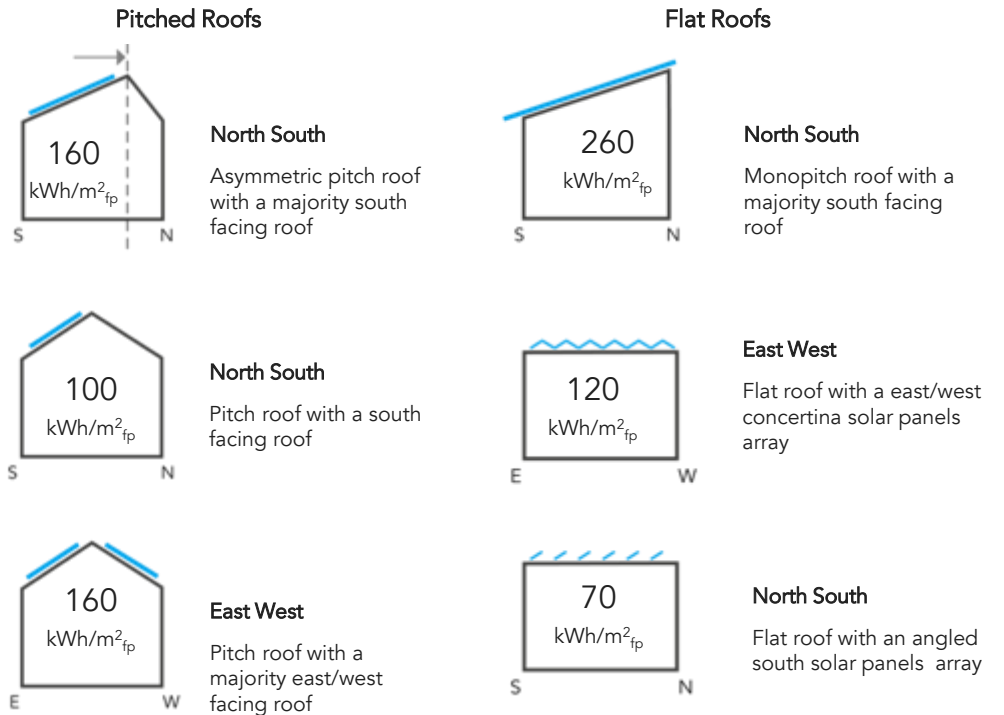 Pitched Roofs
160
kWh/m²fp
S
N
North South
Asymmetric pitch roof
with a majority south
facing roof
100
kWh/m²fp
S
N
North South
Pitch roof with a south
facing roof
160
kWh/m²fp
E
W
East West
Pitch roof with a
majority east/west
facing roof
Flat Roofs
260
kWh/m²fp
S
N
North South
Monopitch roof with a
majority south facing
roof
120
kWh/m²fp
E
W
East West
Flat roof with a east/west
concertina solar panels
array
70
kWh/m²fp
S
N
North South
Flat roof with an angled
south solar panels array